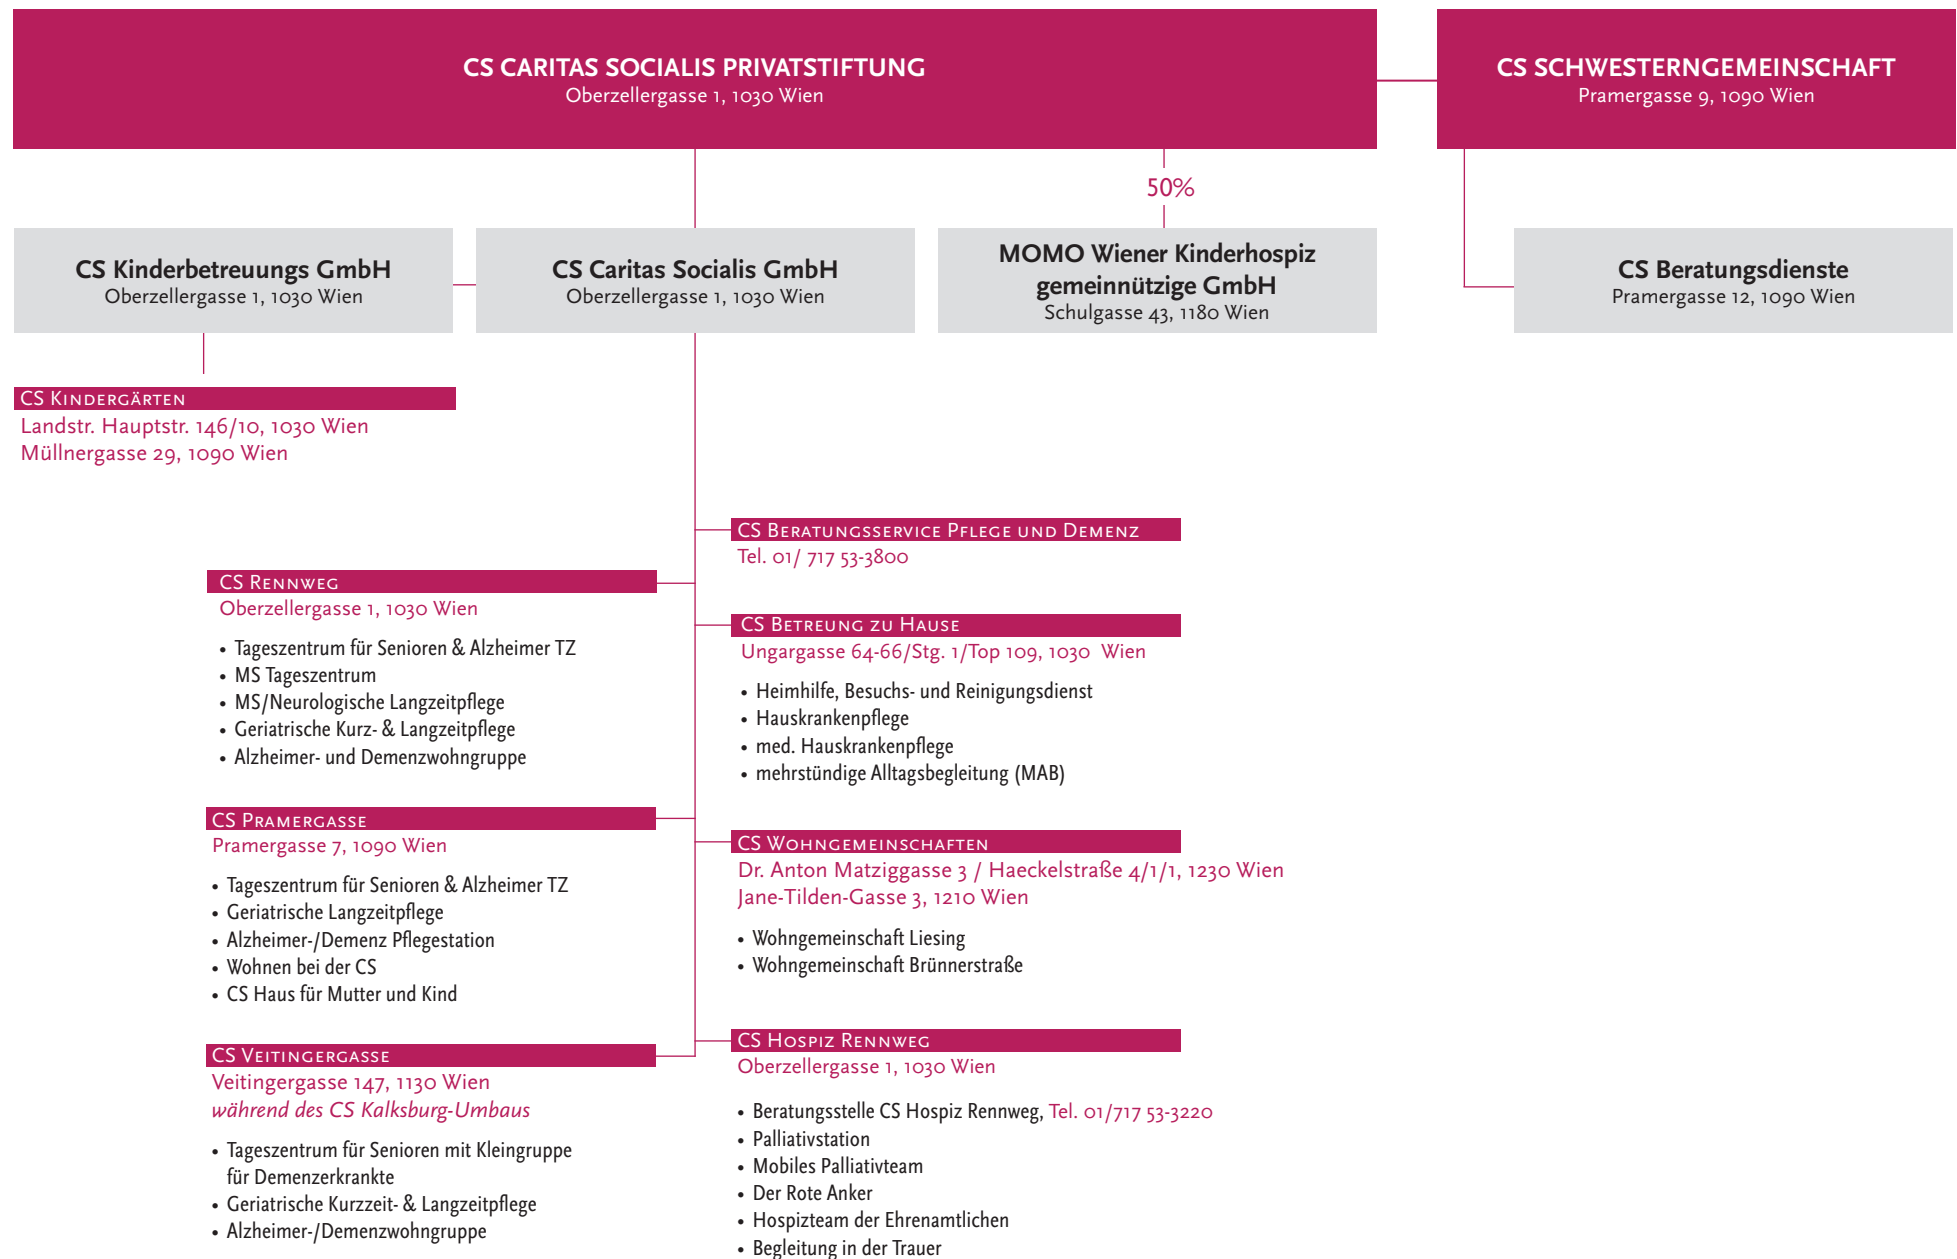 CS CARITAS SOCIALIS PRIVATSTIFTUNG
Oberzellergasse 1, 1030 Wien
CS SCHWESTERNGEMEINSCHAFT
Pramergasse 9, 1090 Wien
50%
CS Kinderbetreuungs GmbH
Oberzellergasse 1, 1030 Wien
CS Caritas Socialis GmbH
Oberzellergasse 1, 1030 Wien
MOMO Wiener Kinderhospiz
gemeinnützige GmbH
Schulgasse 43, 1180 Wien
CS Beratungsdienste
Pramergasse 12, 1090 Wien
CS KINDERGÄRTEN
Landstr. Hauptstr. 146/10, 1030 Wien
Müllnergasse 29, 1090 Wien
CS RENNWEG
Oberzellergasse 1, 1030 Wien
• Tageszentrum für Senioren & Alzheimer TZ
• MS Tageszentrum
• MS/Neurologische Langzeitpflege
• Geriatrische Kurz- & Langzeitpflege
• Alzheimer- und Demenzwohngruppe
CS PRAMERGASSE
Pramergasse 7, 1090 Wien
• Tageszentrum für Senioren & Alzheimer TZ
• Geriatrische Langzeitpflege
• Alzheimer-/Demenz Pflegestation
• Wohnen bei der CS
• CS Haus für Mutter und Kind
CS VEITINGERGASSE
Veitingergasse 147, 1130 Wien
während des CS Kalksburg-Umbaus
• Tageszentrum für Senioren mit Kleingruppe
für Demenzerkrankte
• Geriatrische Kurzzeit- & Langzeitpflege
• Alzheimer-/Demenzwohngruppe
CS BERATUNGSSERVICE PFLEGE UND DEMENZ
Tel. 01/ 717 53-3800
CS BETREUNG ZU HAUSE
Ungargasse 64-66/Stg. 1/Top 109, 1030 Wien
• Heimhilfe, Besuchs- und Reinigungsdienst
• Hauskrankenpflege
• med. Hauskrankenpflege
• mehrstündige Alltagsbegleitung (MAB)
CS WOHNGEMEINSCHAFTEN
Dr. Anton Matziggasse 3 / Haeckelstraße 4/1/1, 1230 Wien
Jane-Tilden-Gasse 3, 1210 Wien
• Wohngemeinschaft Liesing
• Wohngemeinschaft Brünnerstraße
CS HOSPIZ RENNWEG
Oberzellergasse 1, 1030 Wien
• Beratungsstelle CS Hospiz Rennweg, Tel. 01/717 53-3220
• Palliativstation
• Mobiles Palliativteam
• Der Rote Anker
• Hospizteam der Ehrenamtlichen
• Begleitung in der Trauer